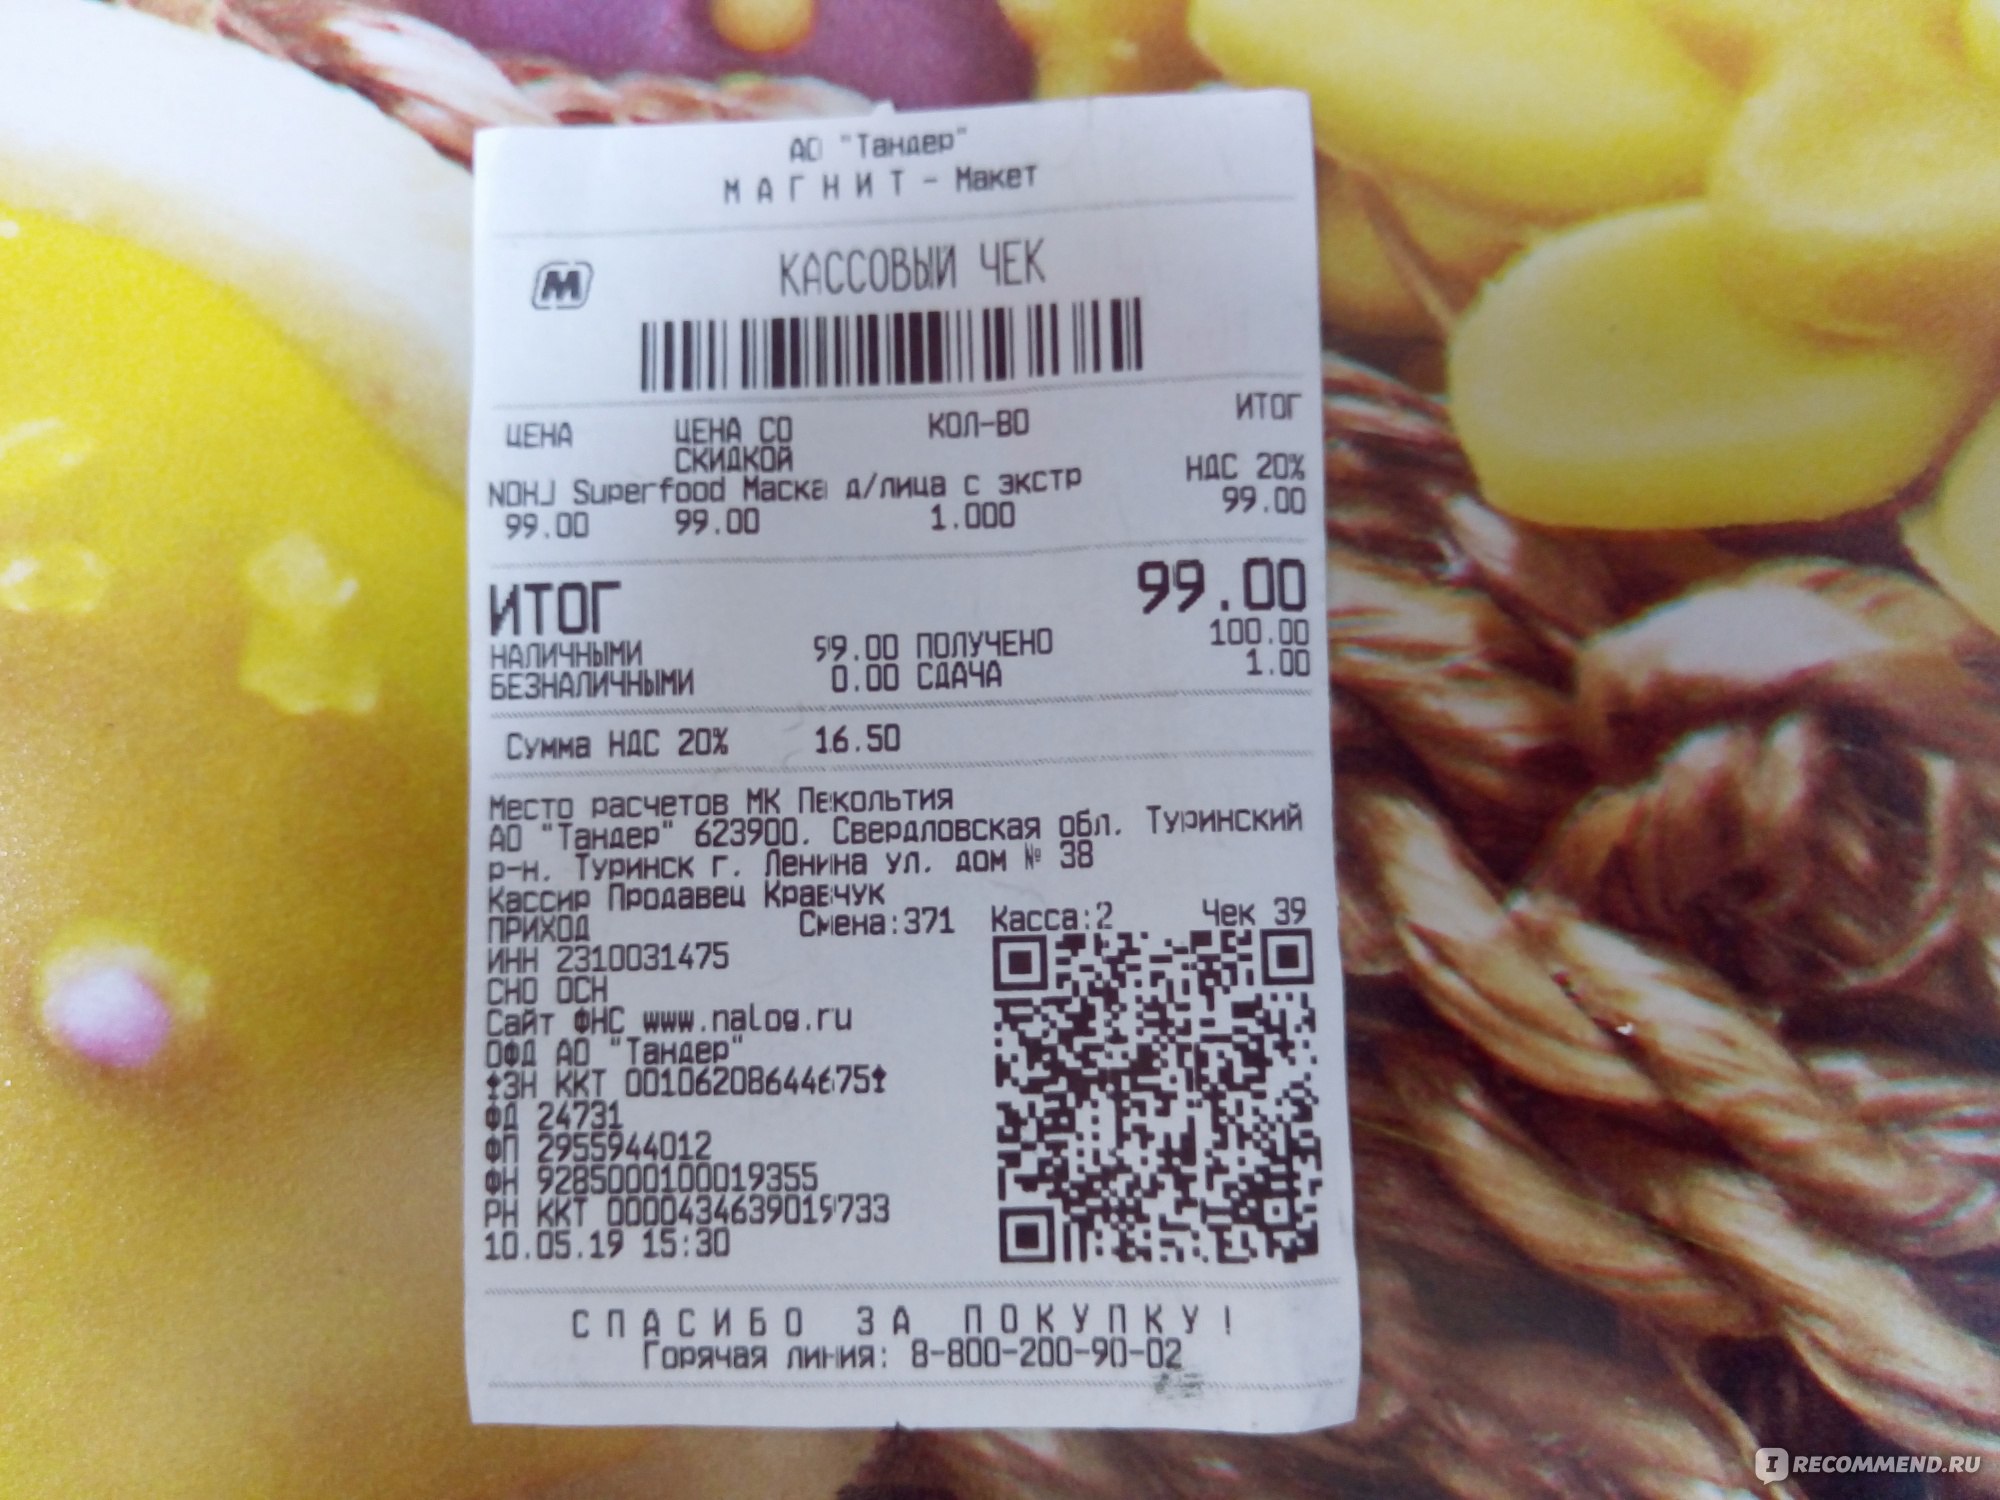 АО "Тандер"
МАГНИТ - Макет
М
КАССОВЫЙ ЧЕК
ЦЕНА ЦЕНА СО СКИДКОЙ КОЛ-ВО ИТОГ
NOHJ Superfood Маска д/лица с экстр НДС 20%
99.00 99.00 1.000 99.00
ИТОГ 99.00
НАЛИЧНЫМИ 99.00 ПОЛУЧЕНО 100.00
БЕЗНАЛИЧНЫМИ 0.00 СДАЧА 1.00
Сумма НДС 20% 16.50
Место расчетов МК Пекольтия
АО "Тандер" 623900. Свердловская обл. Туринский
р-н. Туринск г. Ленина ул. дом № 38
Кассир Продавец Кравчук
ПРИХОД Смена:371 Касса:2 Чек 39
ИНН 2310031475
СНО ОСН
Сайт ФНС www.nalog.ru
ОФД АО "Тандер"
ЗН ККТ 00106208644675
ФД 24731
ФП 2955944012
ФН 9285000100019355
РН ККТ 0000434639019733
10.05.19 15:30
СПАСИБО ЗА ПОКУПКУ!
Горячая линия: 8-800-200-90-02
I RECOMMEND.RU